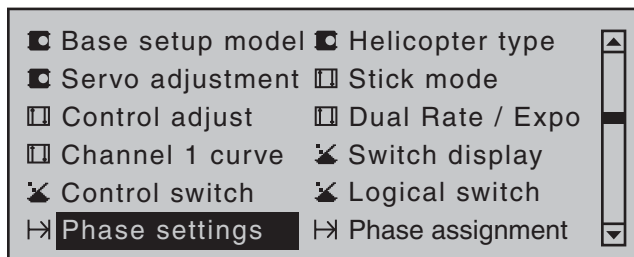 Base setup model Helicopter type
Servo adjustment Stick mode
Control adjust Dual Rate / Expo
Channel 1 curve Switch display
Control switch Logical switch
Phase settings Phase assignment